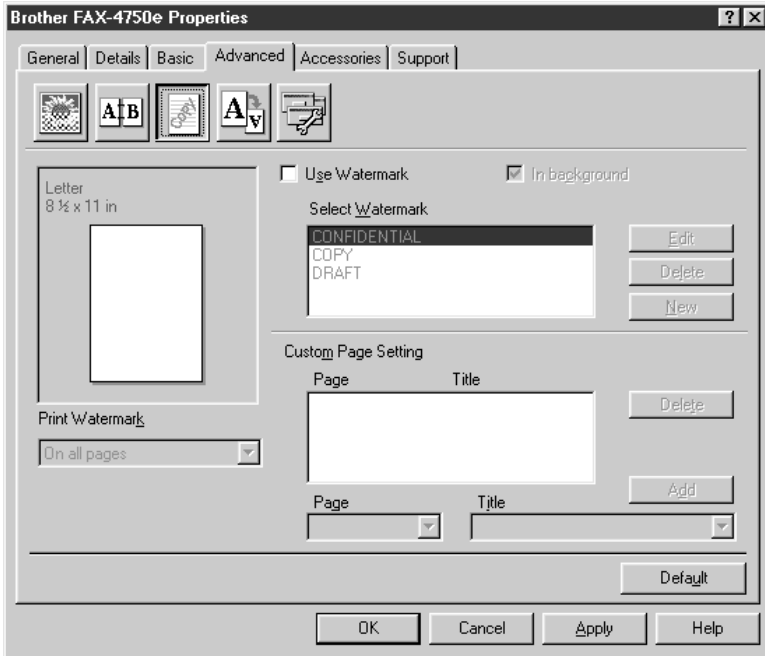 Brother FAX-4750e Properties
General Details Basic Advanced Accessories Support
A B
COPY
A A
Letter
8 ½ x 11 in
Use Watermark In background
Select Watermark
CONFIDENTIAL
COPY
DRAFT
Edit
Delete
New
Custom Page Setting
Page Title
Delete
Print Watermark
On all pages
Add
Page Title
Default
OK Cancel Apply Help